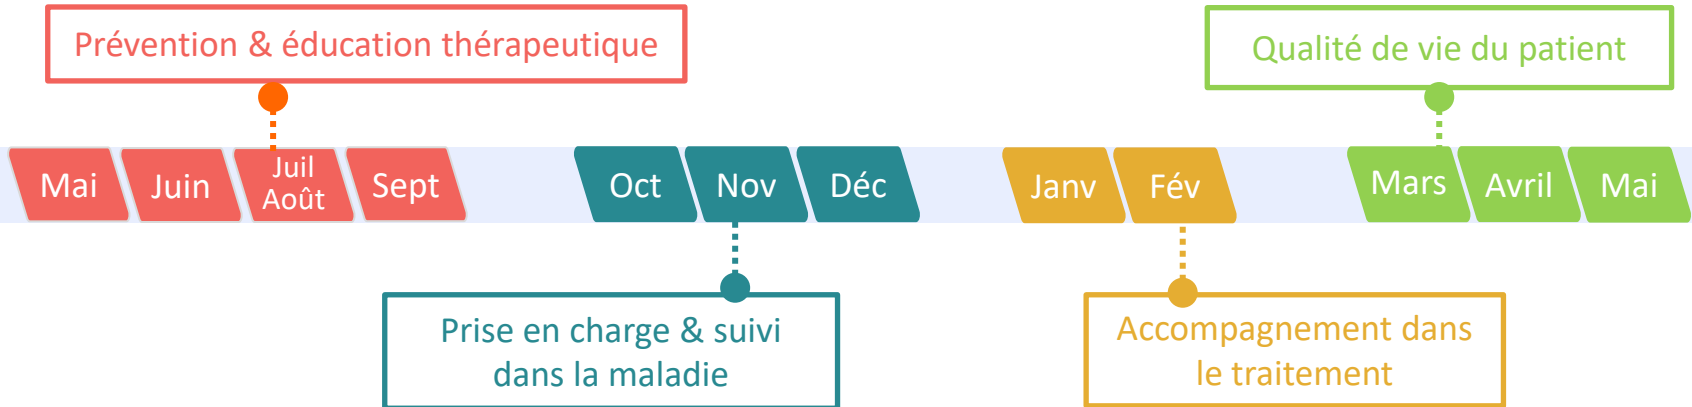 Prévention & éducation thérapeutique
Qualité de vie du patient
Mai
Juin
Juil
Août
Sept
Oct
Nov
Déc
Janv
Fév
Mars
Avril
Mai
Prise en charge & suivi
dans la maladie
Accompagnement dans
le traitement